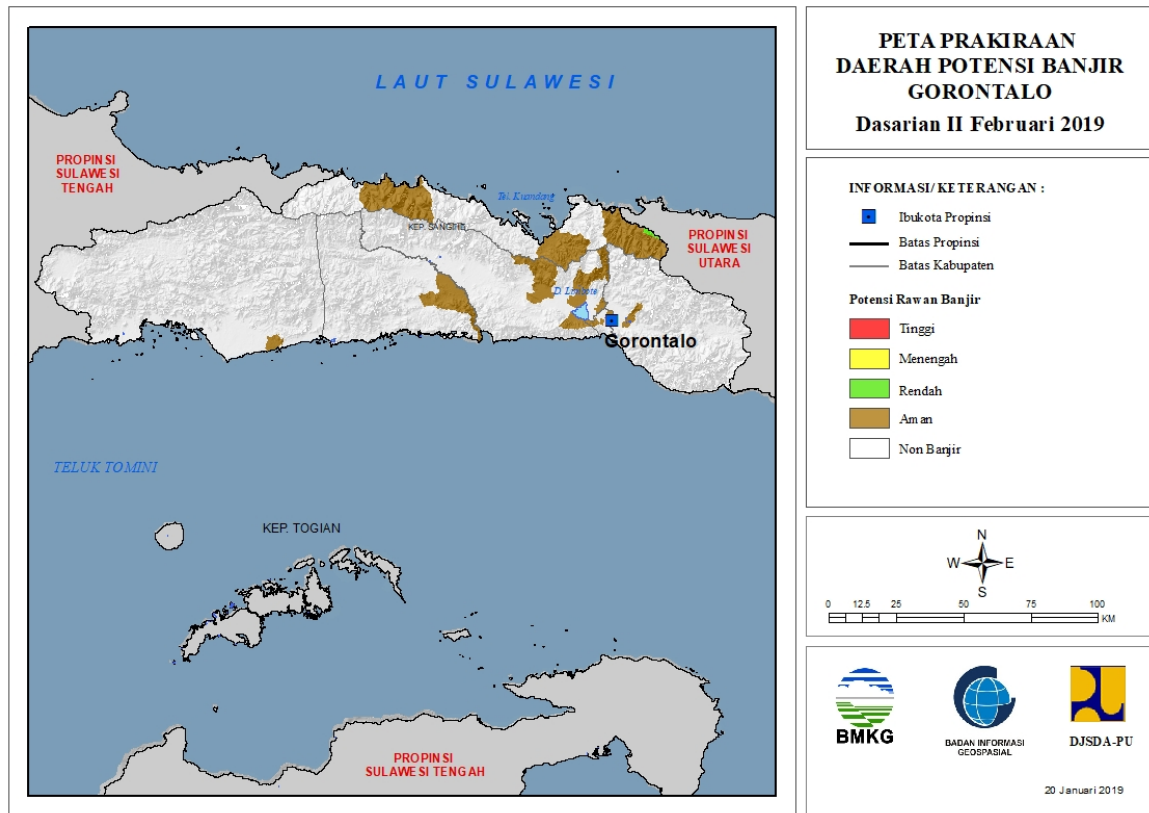 LAUT SULAWESI
PROPINSI
SULAWESI
TENGAH
Tel. Kwandang
KEP. SANGIHE
PROPINSI
SULAWESI
UTARA
D. Limboto
Gorontalo
TELUK TOMINI
KEP. TOGIAN
PROPINSI
SULAWESI TENGAH
PETA PRAKIRAAN
DAERAH POTENSI BANJIR
GORONTALO
Dasarian II Februari 2019
INFORMASI/ KETERANGAN :
Ibukota Propinsi
Batas Propinsi
Batas Kabupaten
Potensi Rawan Banjir
Tinggi
Menengah
Rendah
Aman
Non Banjir
N
W E
S
0 12.5 25 50 75 100
KM
BMKG
BADAN INFORMASI
GEOSPASIAL
DJSDA-PU
20 Januari 2019